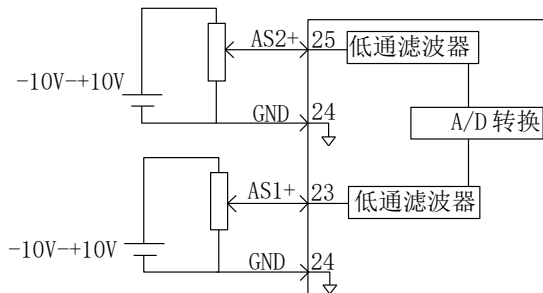 AS2+ 25 低通滤波器
-10V-+10V
GND 24
A/D 转换
AS1+ 23 低通滤波器
-10V-+10V
GND 24